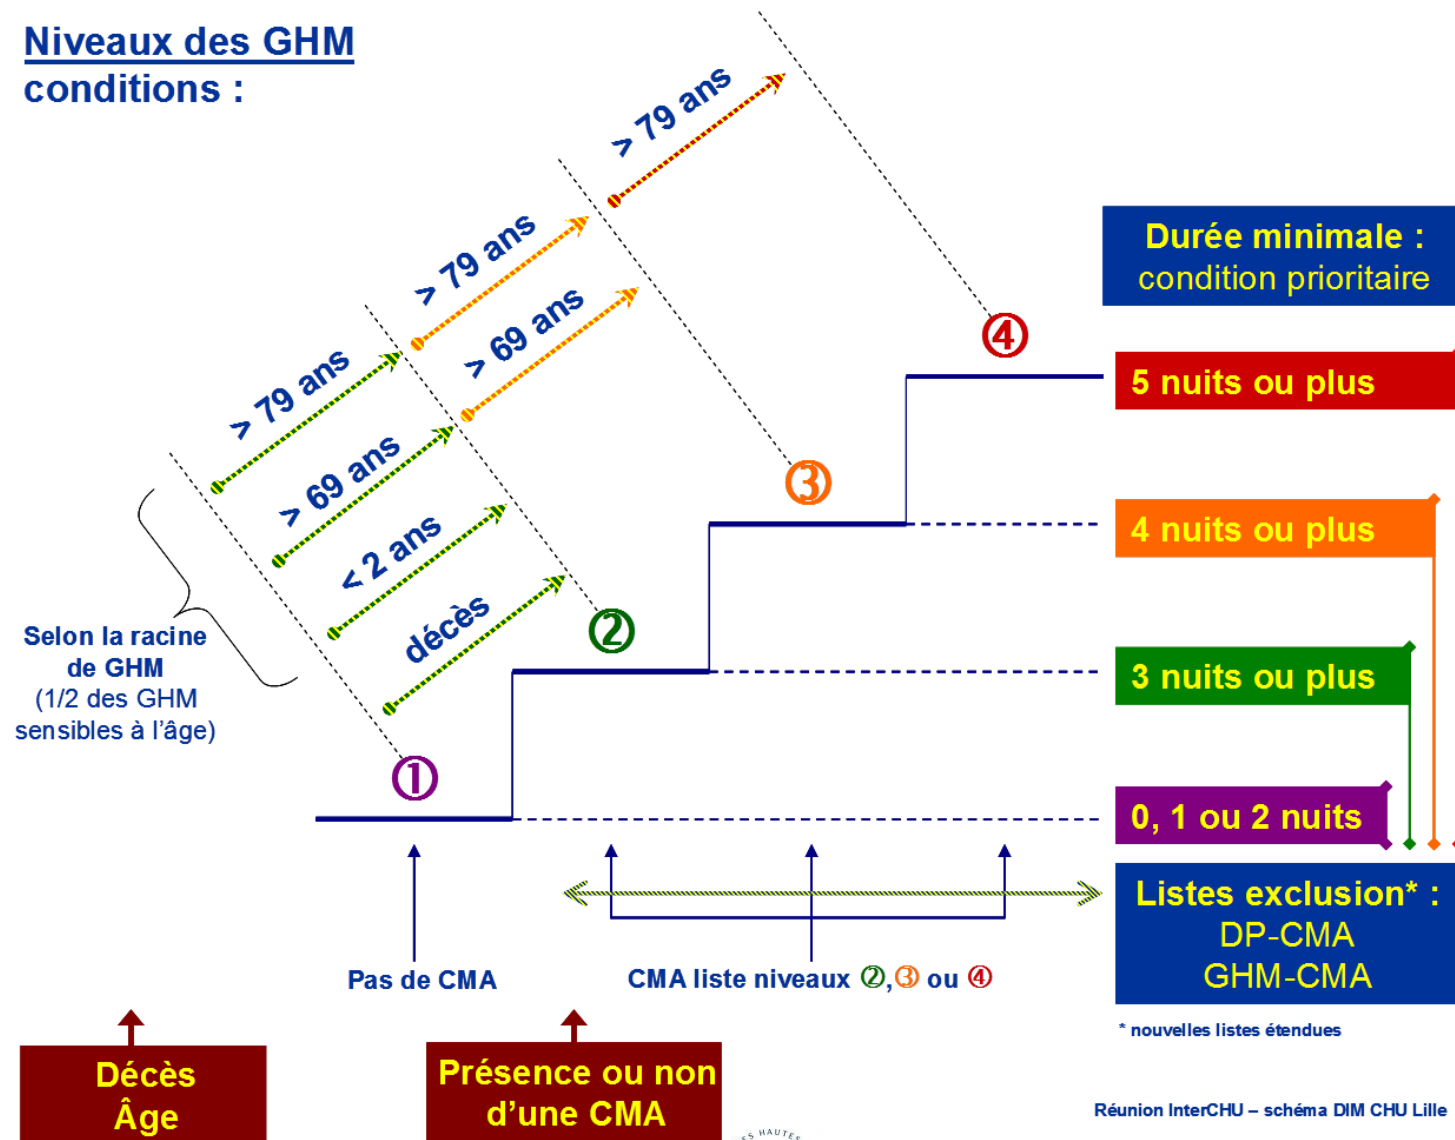 Niveaux des GHM
conditions :
> 79 ans
> 79 ans
> 69 ans
> 79 ans
> 69 ans
< 2 ans
décès
Selon la racine
de GHM
(1/2 des GHM
sensibles à l'âge)
①
②
③
④
Durée minimale :
condition prioritaire
5 nuits ou plus
4 nuits ou plus
3 nuits ou plus
0, 1 ou 2 nuits
Listes exclusion* :
DP-CMA
GHM-CMA
* nouvelles listes étendues
Pas de CMA
CMA liste niveaux ②,③ ou ④
Décès
Âge
Présence ou non
d'une CMA
Réunion InterCHU – schéma DIM CHU Lille
ES HAUTES